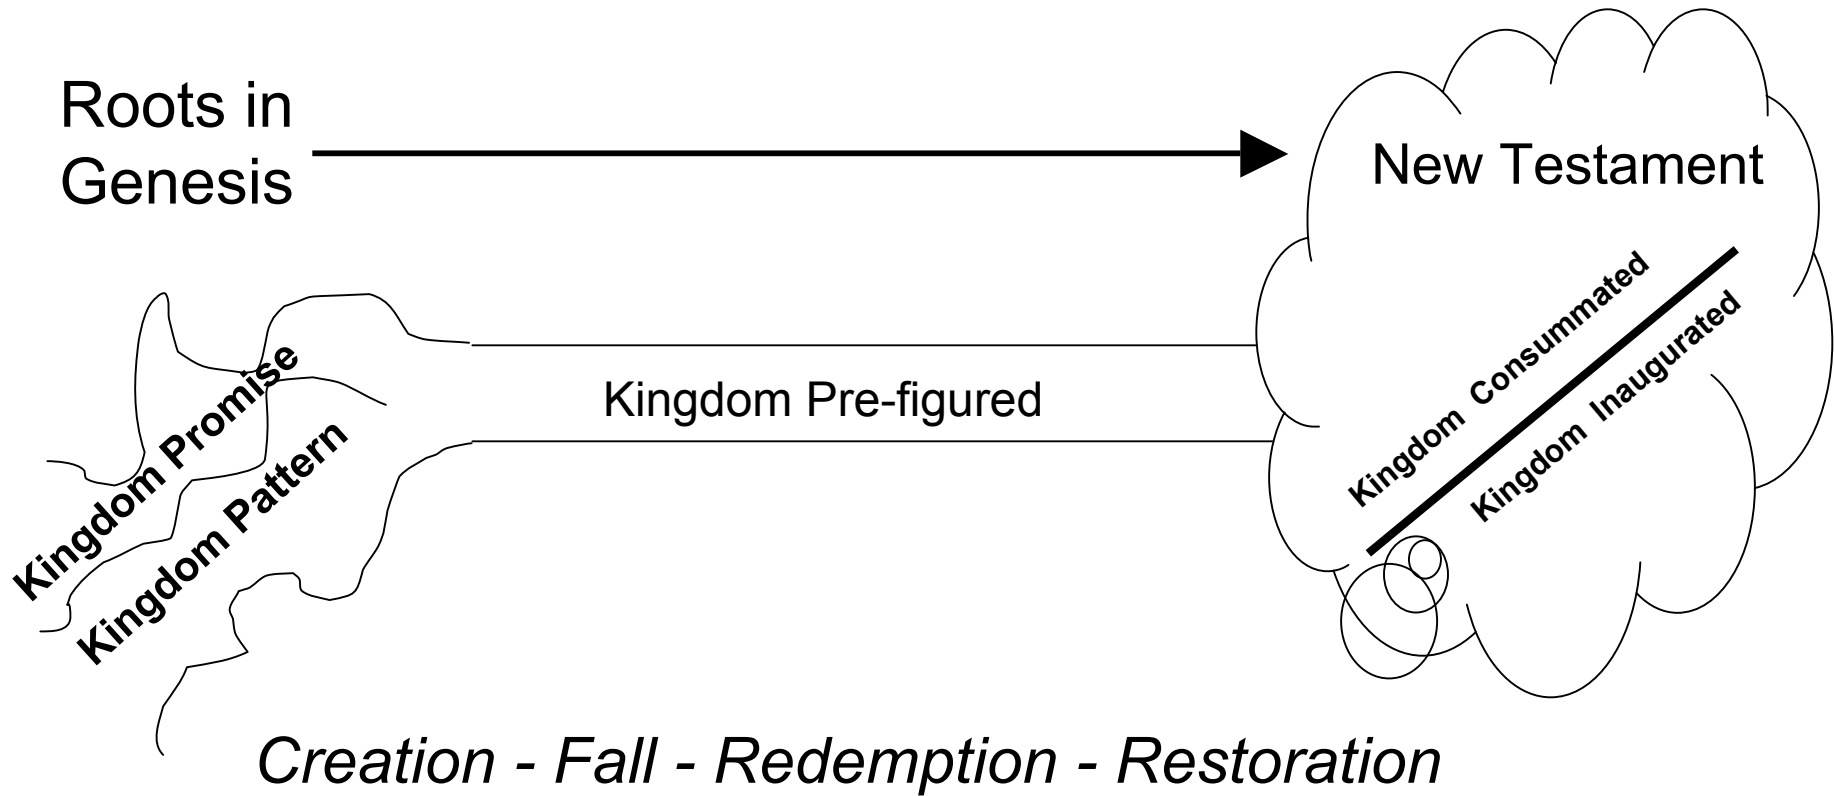 Roots in
Genesis
New Testament
Kingdom Promise
Kingdom Pattern
Kingdom Pre-figured
Kingdom Consummated
Kingdom Inaugurated
Creation - Fall - Redemption - Restoration